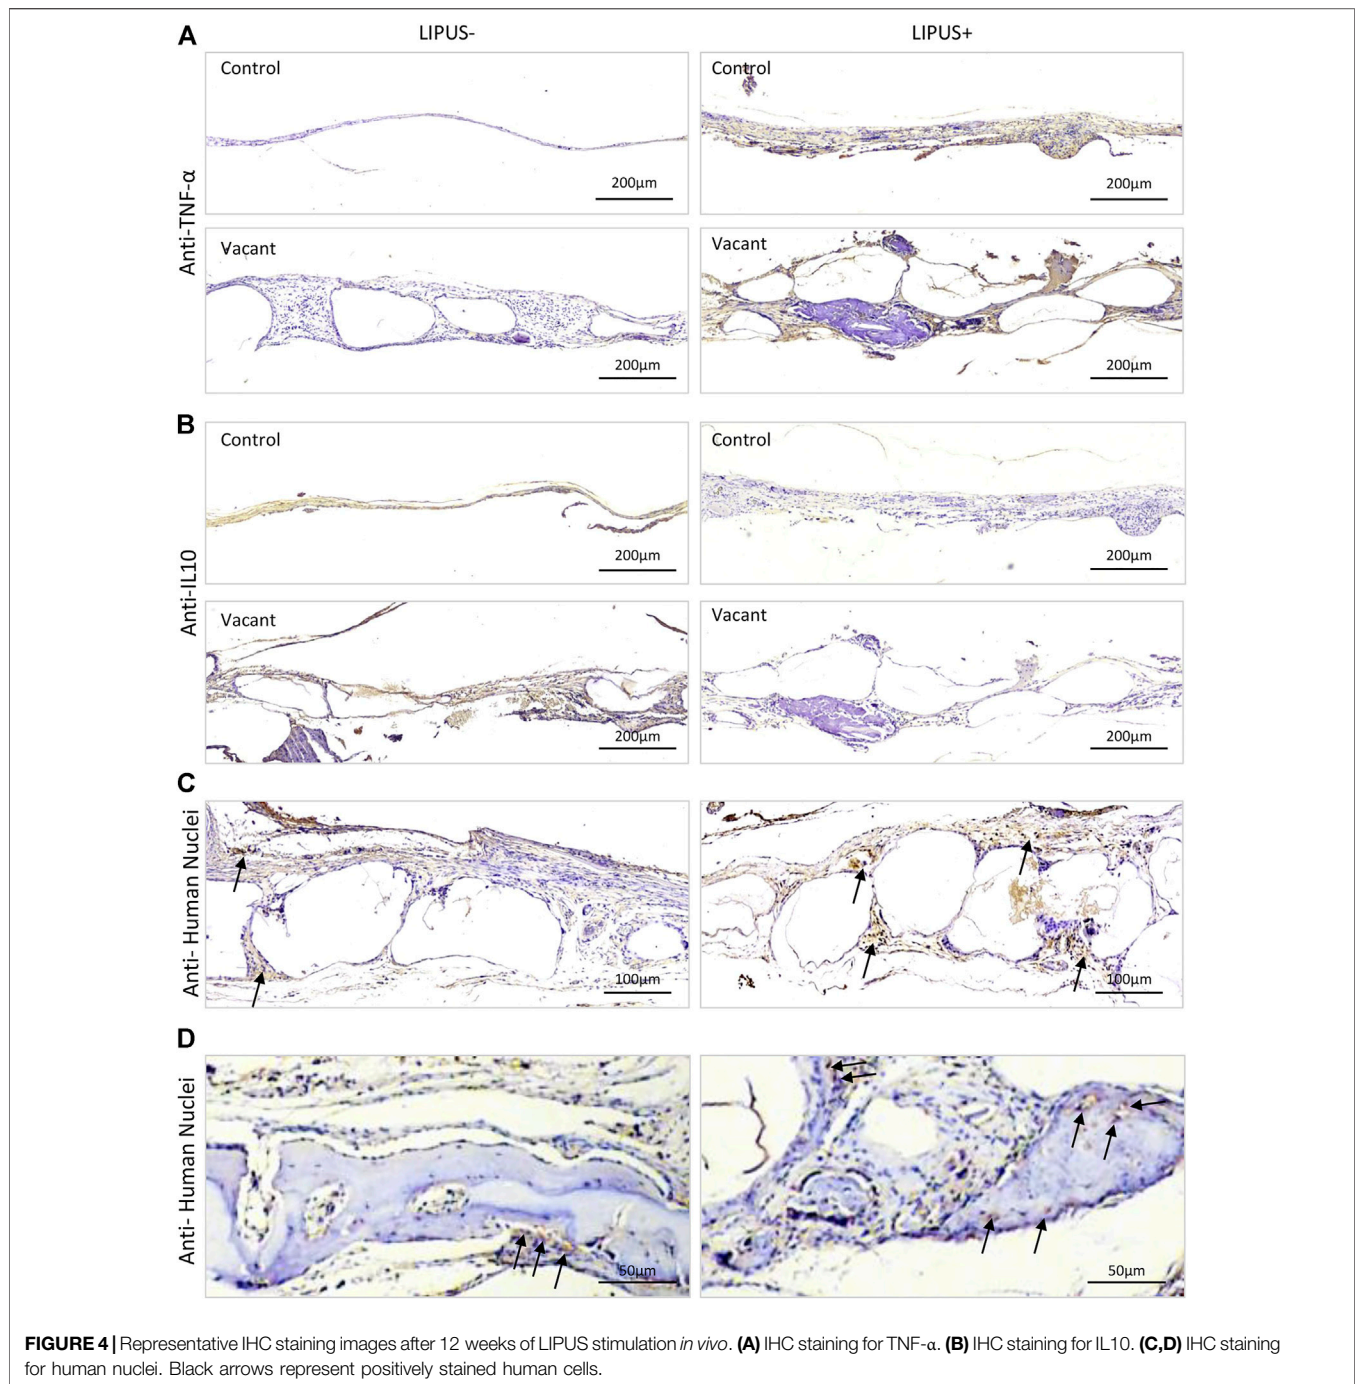 A
LIPUS-
LIPUS+
Anti-TNF-α
Control
200μm
Control
200μm
Vacant
200μm
Vacant
200μm
B
Anti-IL10
Control
200μm
Control
200μm
Vacant
200μm
Vacant
200μm
C
Anti- Human Nuclei
100μm
100μm
D
Anti- Human Nuclei
50μm
50μm
FIGURE 4 | Representative IHC staining images after 12 weeks of LIPUS stimulation in vivo. (A) IHC staining for TNF-α. (B) IHC staining for IL10. (C,D) IHC staining
for human nuclei. Black arrows represent positively stained human cells.